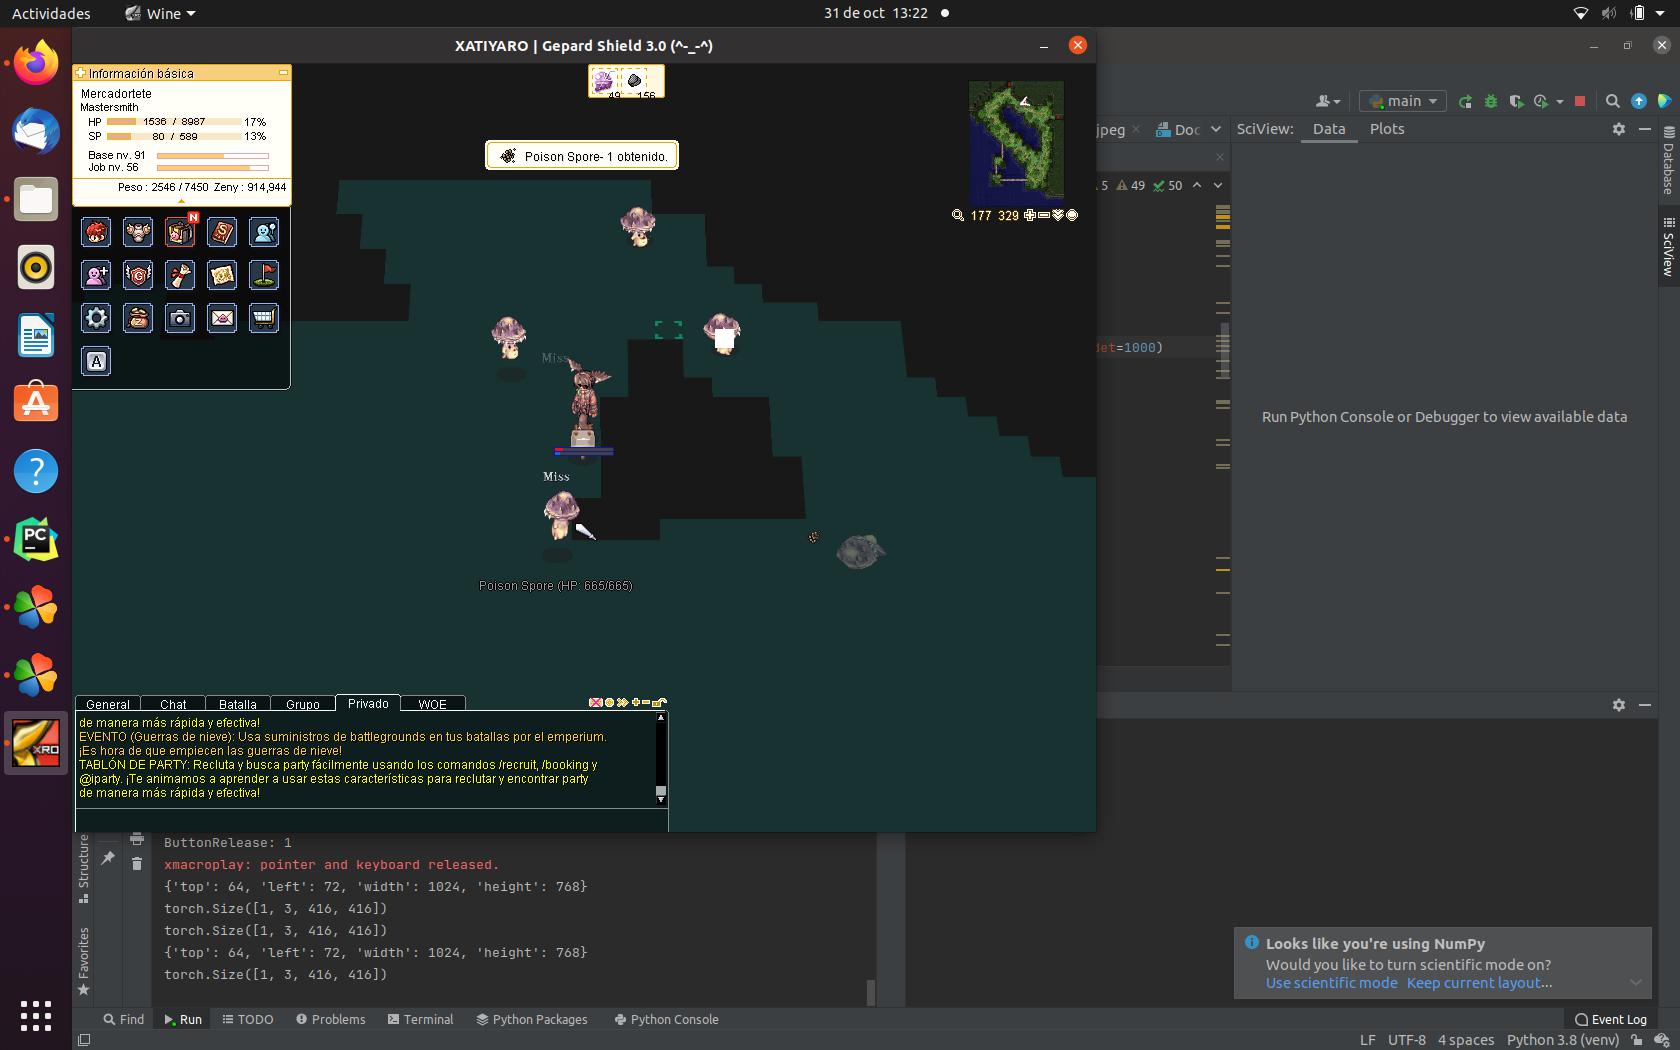 Actividades
Wine
31 de oct 13:22
XATIYARO | Gepard Shield 3.0 (^-_-^)
Información básica
Mercadortete
Mastersmith
HP 1536 / 8987 17%
SP 80 / 589 13%
Base nv. 91
Job nv. 56
Peso : 2546 / 7450 Zeny : 914,944
N
S
G
A
49 156
Poison Spore- 1 obtenido.
177 329
Miss
Miss
Poison Spore (HP: 665/665)
General
Chat
Batalla
Grupo
Privado
WOE
de manera más rápida y efectiva!
EVENTO (Guerras de nieve): Usa suministros de battlegrounds en tus batallas por el emperium.
¡Es hora de que empiecen las guerras de nieve!
TABLÓN DE PARTY: Recluta y busca party fácilmente usando los comandos /recruit, /booking y
@iparty. ¡Te animamos a aprender a usar estas características para reclutar y encontrar party
de manera más rápida y efectiva!
main
jpeg
Doc
SciView:
Data
Plots
5 49 50
det=1000)
Run Python Console or Debugger to view available data
Database
SciView
PC
XRO
Structure
Favorites
ButtonRelease: 1
xmacroplay: pointer and keyboard released.
{'top': 64, 'left': 72, 'width': 1024, 'height': 768}
torch.Size([1, 3, 416, 416])
torch.Size([1, 3, 416, 416])
{'top': 64, 'left': 72, 'width': 1024, 'height': 768}
torch.Size([1, 3, 416, 416])
Looks like you're using NumPy
Would you like to turn scientific mode on?
Use scientific mode Keep current layout...
Find
Run
TODO
Problems
Terminal
Python Packages
Python Console
Event Log
LF UTF-8 4 spaces Python 3.8 (venv)